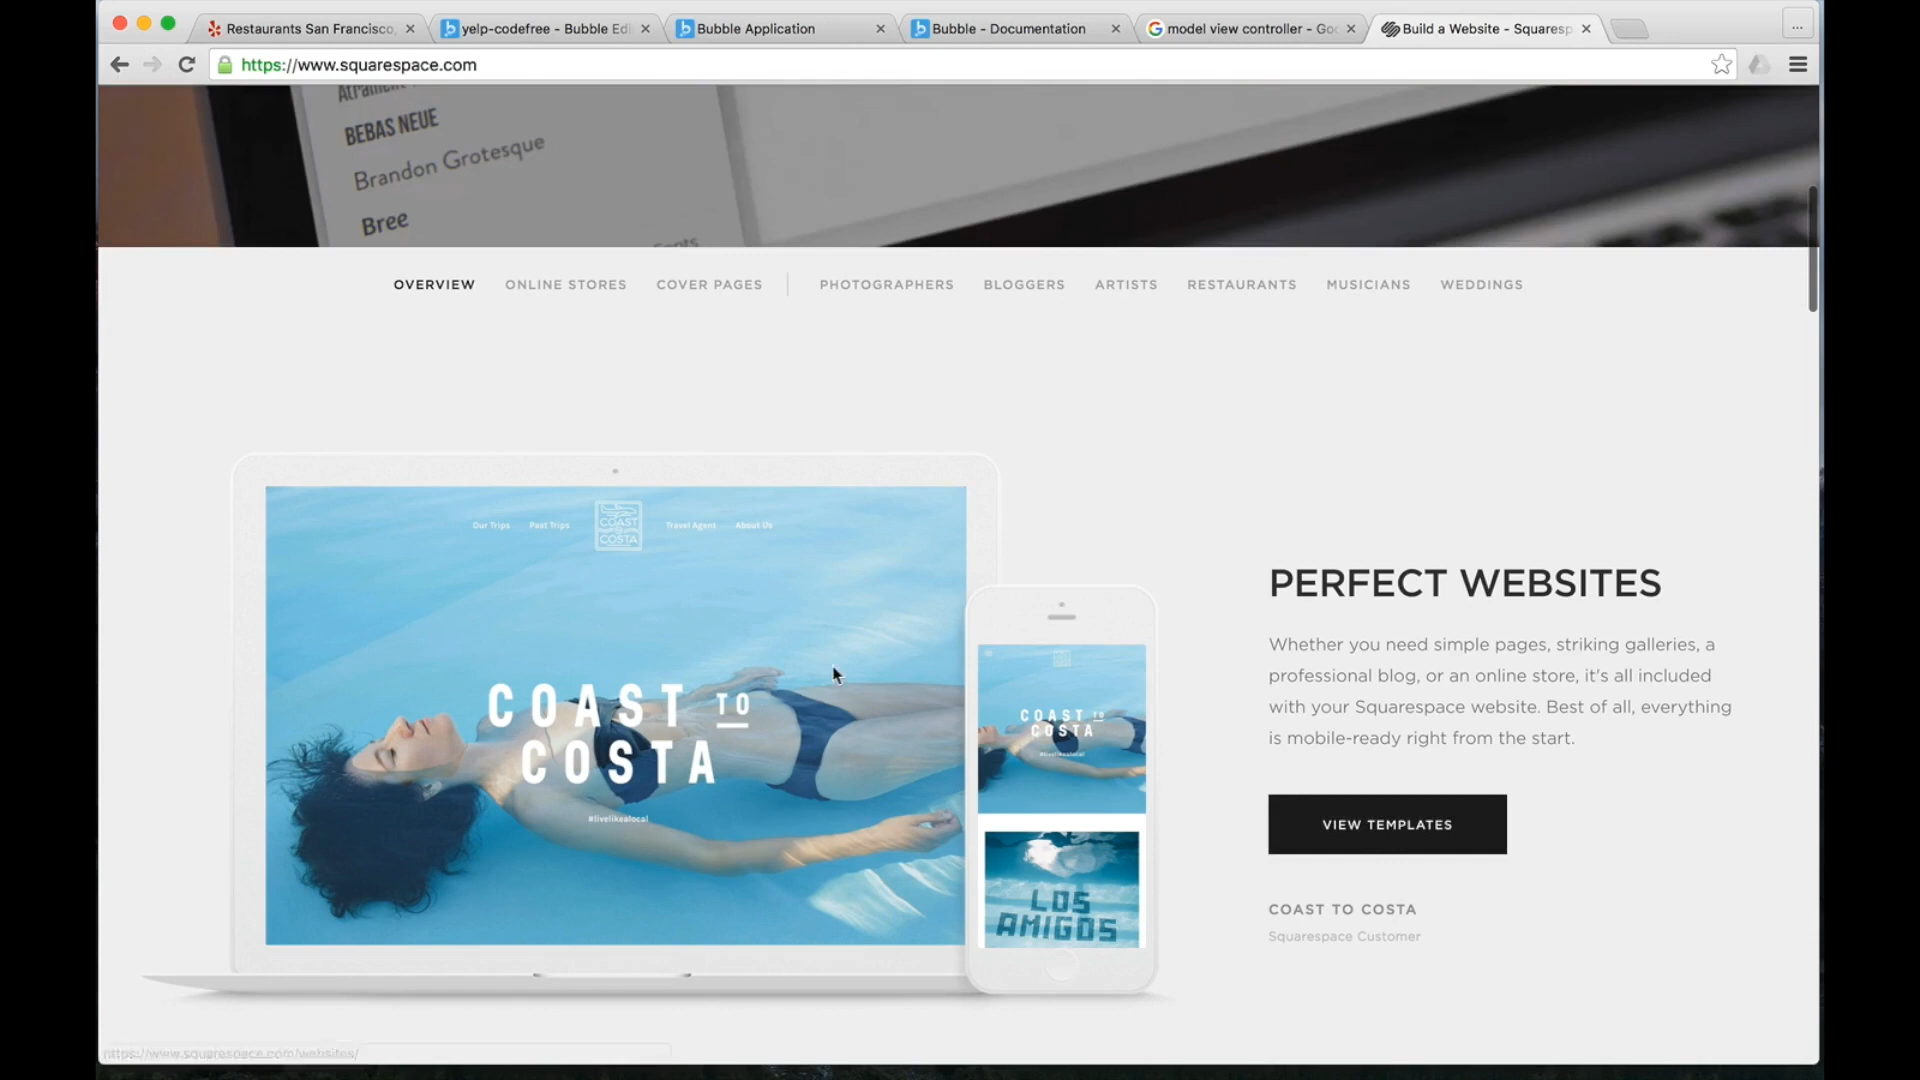 Restaurants San Francisco,
yelp-codefree - Bubble Edi
Bubble Application
Bubble - Documentation
model view controller - Goo
Build a Website - Squaresp
https://www.squarespace.com
BEBAS NEUE
Brandon Grotesque
Bree
OVERVIEW
ONLINE STORES
COVER PAGES
PHOTOGRAPHERS
BLOGGERS
ARTISTS
RESTAURANTS
MUSICIANS
WEDDINGS
Our Trips
Past Trips
COAST
TO
COSTA
Travel Agent
About Us
COAST TO
COSTA
#livelikealocal
COAST TO
COSTA
#livelikealocal
LOS
AMIGOS
PERFECT WEBSITES
Whether you need simple pages, striking galleries, a
professional blog, or an online store, it's all included
with your Squarespace website. Best of all, everything
is mobile-ready right from the start.
VIEW TEMPLATES
COAST TO COSTA
Squarespace Customer
https://www.squarespace.com/websites/